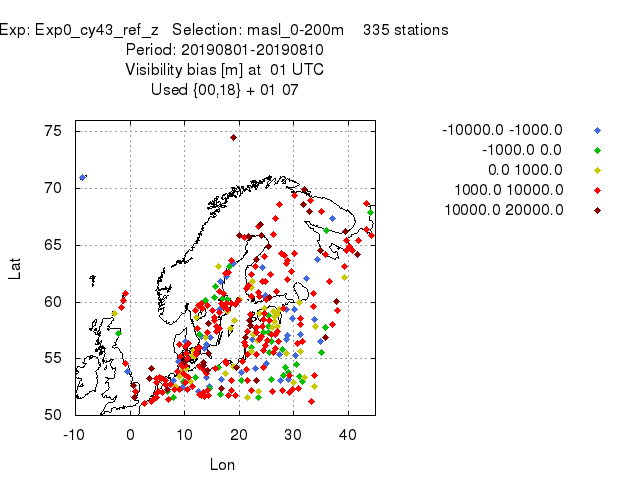 Exp: Exp0_cy43_ref_z Selection: masl_0-200m 335 stations
Period: 20190801-20190810
Visibility bias [m] at 01 UTC
Used {00,18} + 01 07
-10000.0 -1000.0
-1000.0 0.0
0.0 1000.0
1000.0 10000.0
10000.0 20000.0
75
70
65
60
55
50
Lat
-10 0 10 20 30 40
Lon